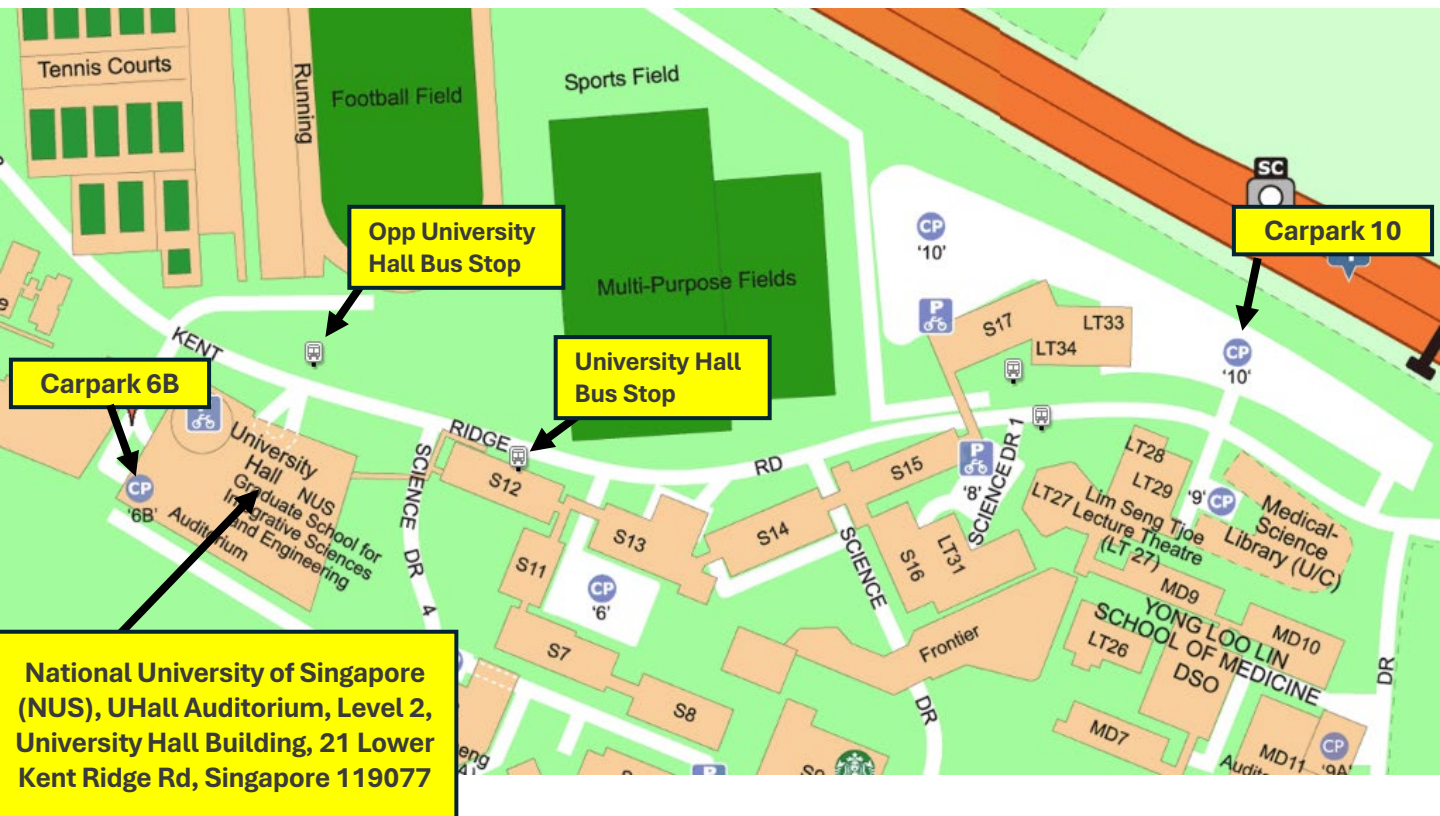 Tennis Courts
Running
Football Field
Sports Field
Multi-Purpose Fields
Opp University
Hall Bus Stop
University Hall
Bus Stop
Carpark 10
SC
CP
'10'
P
S17
LT33
LT34
CP
'10'
KENT
RIDGE
RD
Carpark 6B
CP
'6B'
University
Hall NUS
Graduate School for
Integrative Sciences
and Engineering
Auditorium
SCIENCE DR 4
S12
S11
S13
S14
S15
CP
'6'
S7
S8
P
'8'
SCIENCE DR 1
S16
LT31
SCIENCE DR
Frontier
LT27
LT28
LT29
Lim Seng Tjoe
Lecture Theatre
(LT 27)
'9'
CP
Medical-
Science
Library (U/C)
MD9
YONG LOO LIN
SCHOOL OF MEDICINE
MD10
LT26
DSO
MD7
MD11
CP
'9A'
DR
National University of Singapore
(NUS), UHall Auditorium, Level 2,
University Hall Building, 21 Lower
Kent Ridge Rd, Singapore 119077